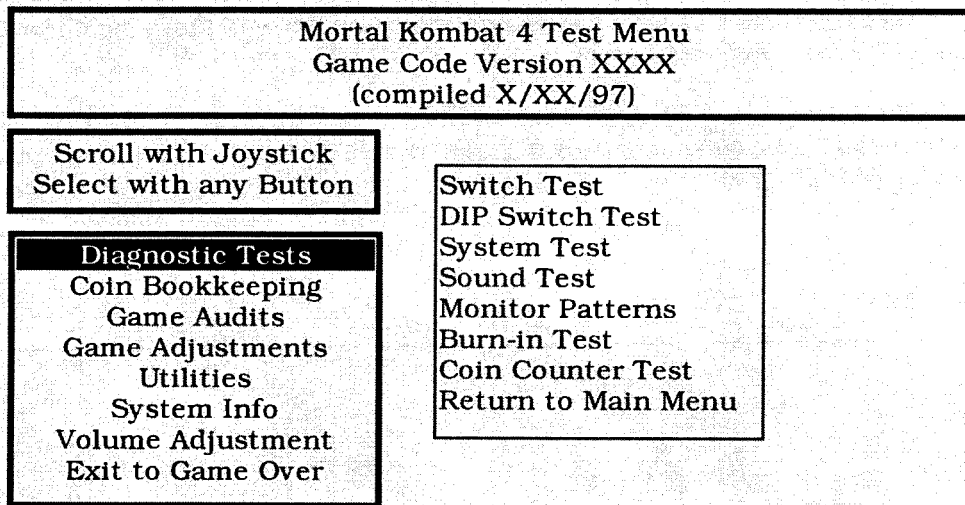 Mortal Kombat 4 Test Menu
Game Code Version XXXX
(compiled X/XX/97)
Scroll with Joystick
Select with any Button
Diagnostic Tests
Coin Bookkeeping
Game Audits
Game Adjustments
Utilities
System Info
Volume Adjustment
Exit to Game Over
Switch Test
DIP Switch Test
System Test
Sound Test
Monitor Patterns
Burn-in Test
Coin Counter Test
Return to Main Menu